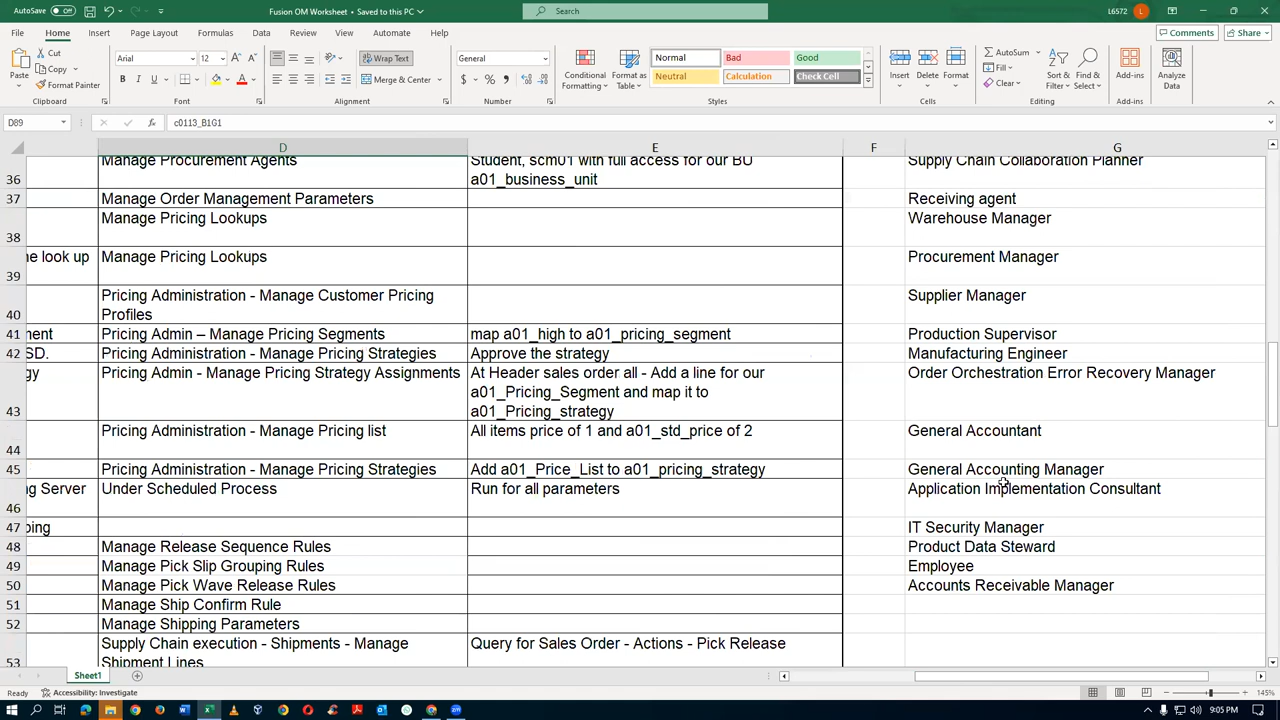 AutoSave Off Fusion OM Worksheet • Saved to this PC Search L6572
File Home Insert Page Layout Formulas Data Review View Automate Help Comments Share
Paste Cut Copy Format Painter Clipboard
Arial 12 A A B I U A Font
Wrap Text Merge & Center Alignment
General $ % Number
Conditional Formatting Format as Table
Normal Bad Good
Neutral Calculation Check Cell
Styles
Insert Delete Format Cells
AutoSum Fill Clear Sort & Filter Find & Select Editing
Add-ins Add-ins
Analyze Data
D89 fx c0113_B1G1
D E F G
36 Manage Procurement Agents Student, scm01 with full access for our BU Supply Chain Collaboration Planner
a01_business_unit
37 Manage Order Management Parameters Receiving agent
38 Manage Pricing Lookups Warehouse Manager
39 ne look up Manage Pricing Lookups Procurement Manager
40 Pricing Administration - Manage Customer Pricing Supplier Manager
Profiles
41 nent Pricing Admin – Manage Pricing Segments map a01_high to a01_pricing_segment Production Supervisor
42 SD. Pricing Administration - Manage Pricing Strategies Approve the strategy Manufacturing Engineer
43 gy Pricing Admin - Manage Pricing Strategy Assignments At Header sales order all - Add a line for our Order Orchestration Error Recovery Manager
a01_Pricing_Segment and map it to
a01_Pricing_strategy
44 Pricing Administration - Manage Pricing list All items price of 1 and a01_std_price of 2 General Accountant
45 Pricing Administration - Manage Pricing Strategies Add a01_Price_List to a01_pricing_strategy General Accounting Manager
46 ng Server Under Scheduled Process Run for all parameters Application Implementation Consultant
47 ping IT Security Manager
48 Manage Release Sequence Rules Product Data Steward
49 Manage Pick Slip Grouping Rules Employee
50 Manage Pick Wave Release Rules Accounts Receivable Manager
51 Manage Ship Confirm Rule
52 Manage Shipping Parameters
53 Supply Chain execution - Shipments - Manage Query for Sales Order - Actions - Pick Release
Shipment Lines
Sheet1
Ready Accessibility: Investigate 145%
9:05 PM